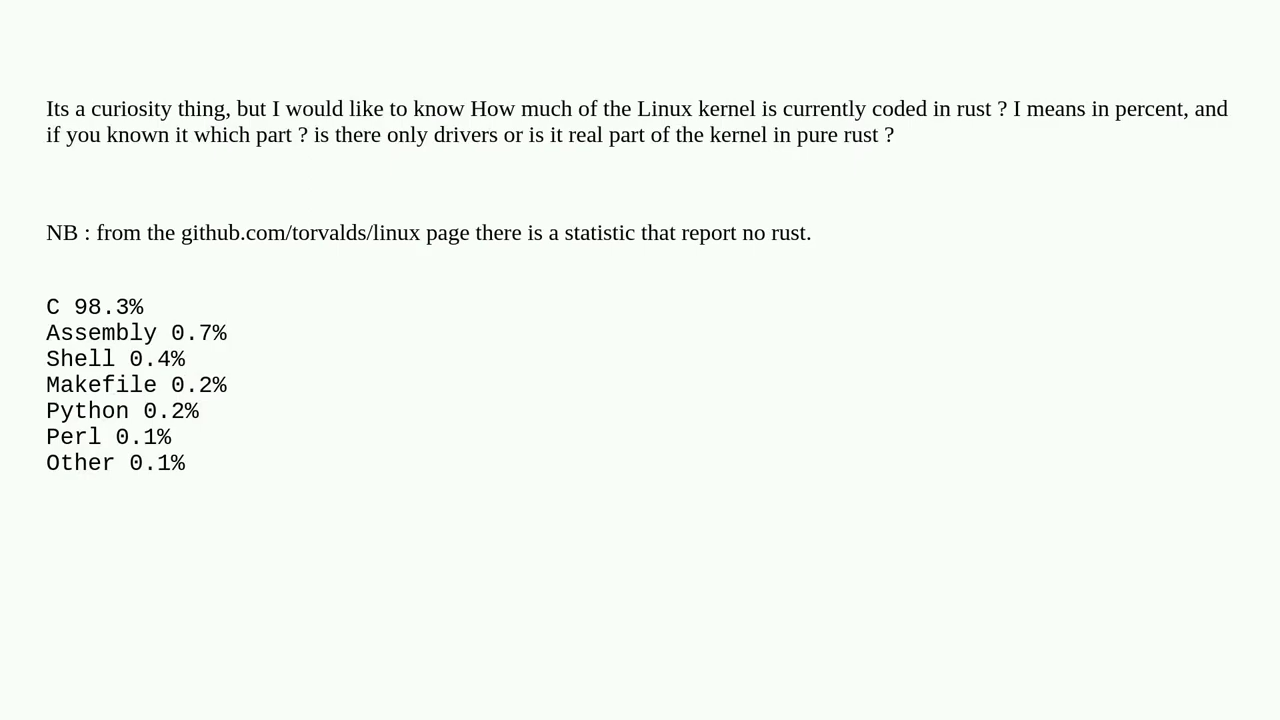 Its a curiosity thing, but I would like to know How much of the Linux kernel is currently coded in rust ? I means in percent, and
if you known it which part ? is there only drivers or is it real part of the kernel in pure rust ?
NB : from the github.com/torvalds/linux page there is a statistic that report no rust.
C 98.3%
Assembly 0.7%
Shell 0.4%
Makefile 0.2%
Python 0.2%
Perl 0.1%
Other 0.1%